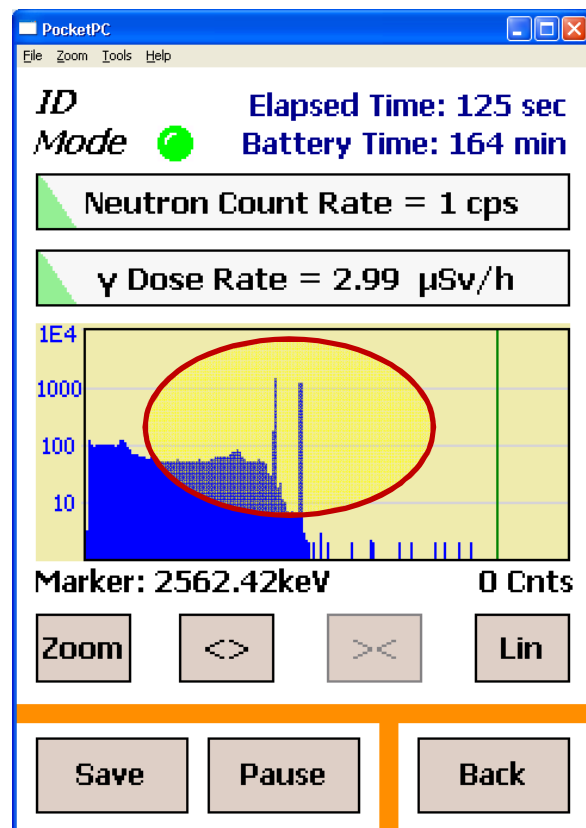 PocketPC
File Zoom Tools Help
ID
Mode
Elapsed Time: 125 sec
Battery Time: 164 min
Neutron Count Rate = 1 cps
γ Dose Rate = 2.99 µSv/h
1E4
1000
100
10
Marker: 2562.42keV 0 Cnts
Zoom <> >< Lin
Save Pause Back